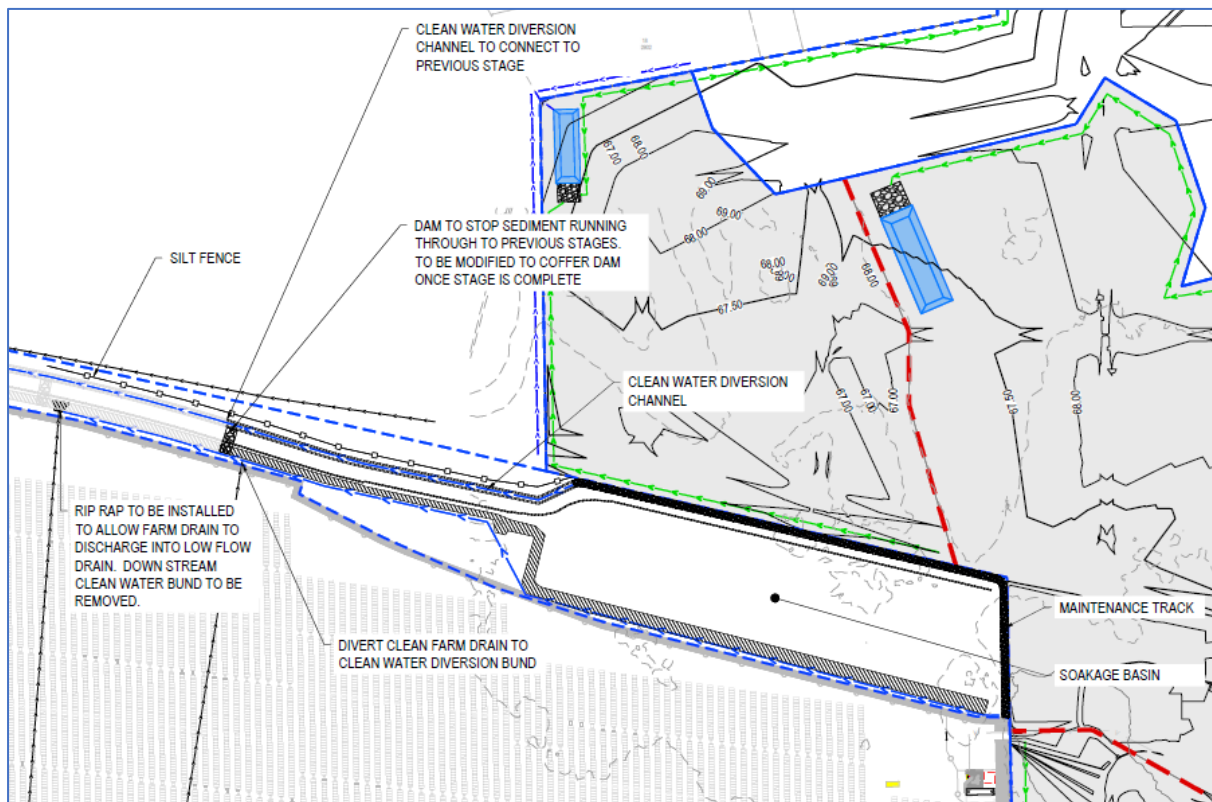 CLEAN WATER DIVERSION
CHANNEL TO CONNECT TO
PREVIOUS STAGE
DAM TO STOP SEDIMENT RUNNING
THROUGH TO PREVIOUS STAGES.
TO BE MODIFIED TO COFFER DAM
ONCE STAGE IS COMPLETE
SILT FENCE
67.00
68.00
69.00
69.00
68.00
68.00
68.00
68.00
67.50
CLEAN WATER DIVERSION
CHANNEL
67.00
67.00
67.00
67.50
68.00
RIP RAP TO BE INSTALLED
TO ALLOW FARM DRAIN TO
DISCHARGE INTO LOW FLOW
DRAIN. DOWN STREAM
CLEAN WATER BUND TO BE
REMOVED.
DIVERT CLEAN FARM DRAIN TO
CLEAN WATER DIVERSION BUND
MAINTENANCE TRACK
SOAKAGE BASIN